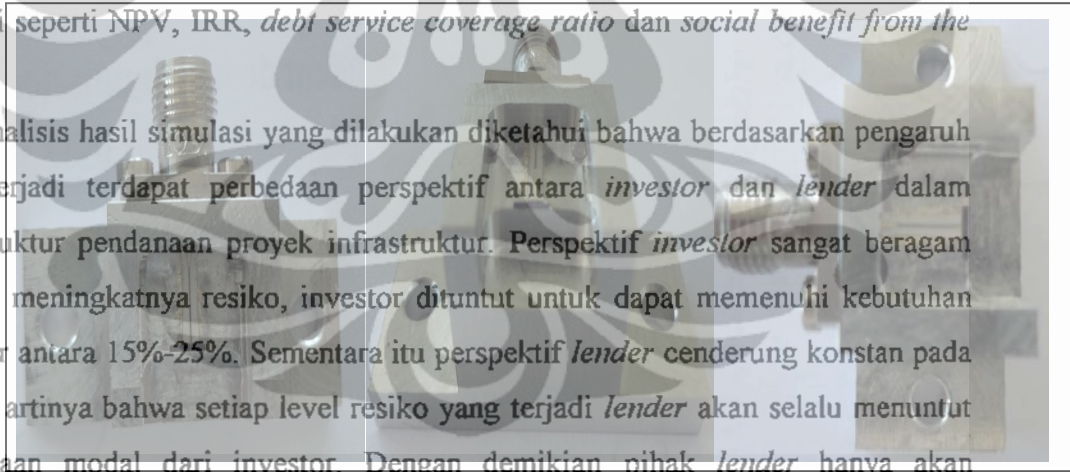 seperti NPV, IRR, debt service coverage ratio dan social benefit from the
nalisis hasil simulasi yang dilakukan diketahui bahwa berdasarkan pengaruh
erjadi terdapat perbedaan perspektif antara investor dan lender dalam
uktur pendanaan proyek infrastruktur. Perspektif investor sangat beragam
meningkatnya resiko, investor dituntut untuk dapat memenuhi kebutuhan
r antara 15%-25%. Sementara itu perspektif lender cenderung konstan pada
artinya bahwa setiap level resiko yang terjadi lender akan selalu menuntut
aan modal dari investor. Dengan demikian pihak lender hanya akan